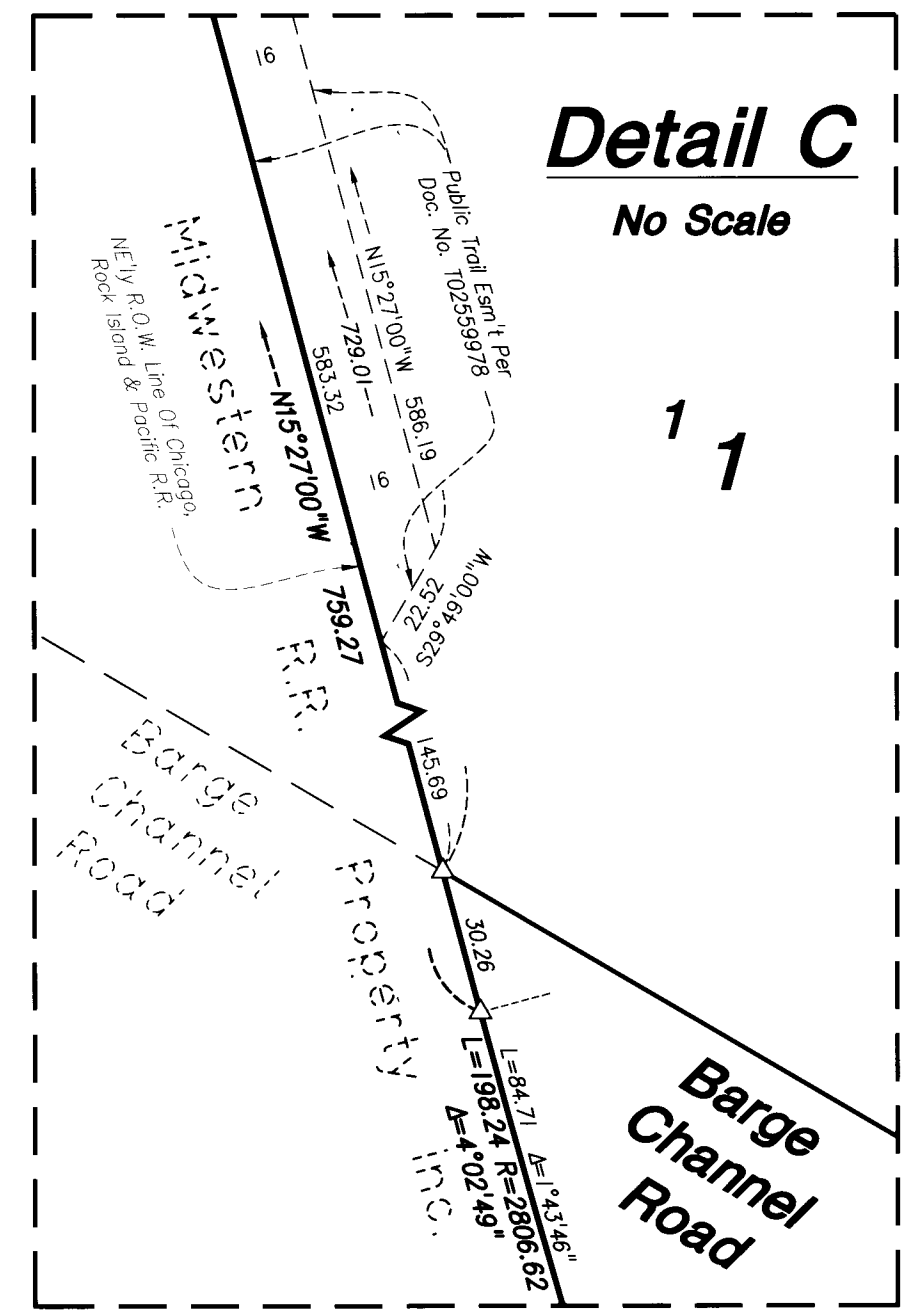 Detail C
No Scale
16
Public Trail Esm't Per
Doc. No. T02559978
N15°27'00"W 586.19
729.01
583.32
16
Midwestern
NE'ly R.O.W. Line Of Chicago,
Rock Island & Pacific R.R.
N15°27'00"W 759.27
1
1
22.52
S29°49'00"W
R.R.
145.69
Barge
Channel
Road
Property
30.26
L=84.71 Δ=1°43'46"
L=198.24 R=2806.62
Δ=4°02'49"
inc.
Barge
Channel
Road